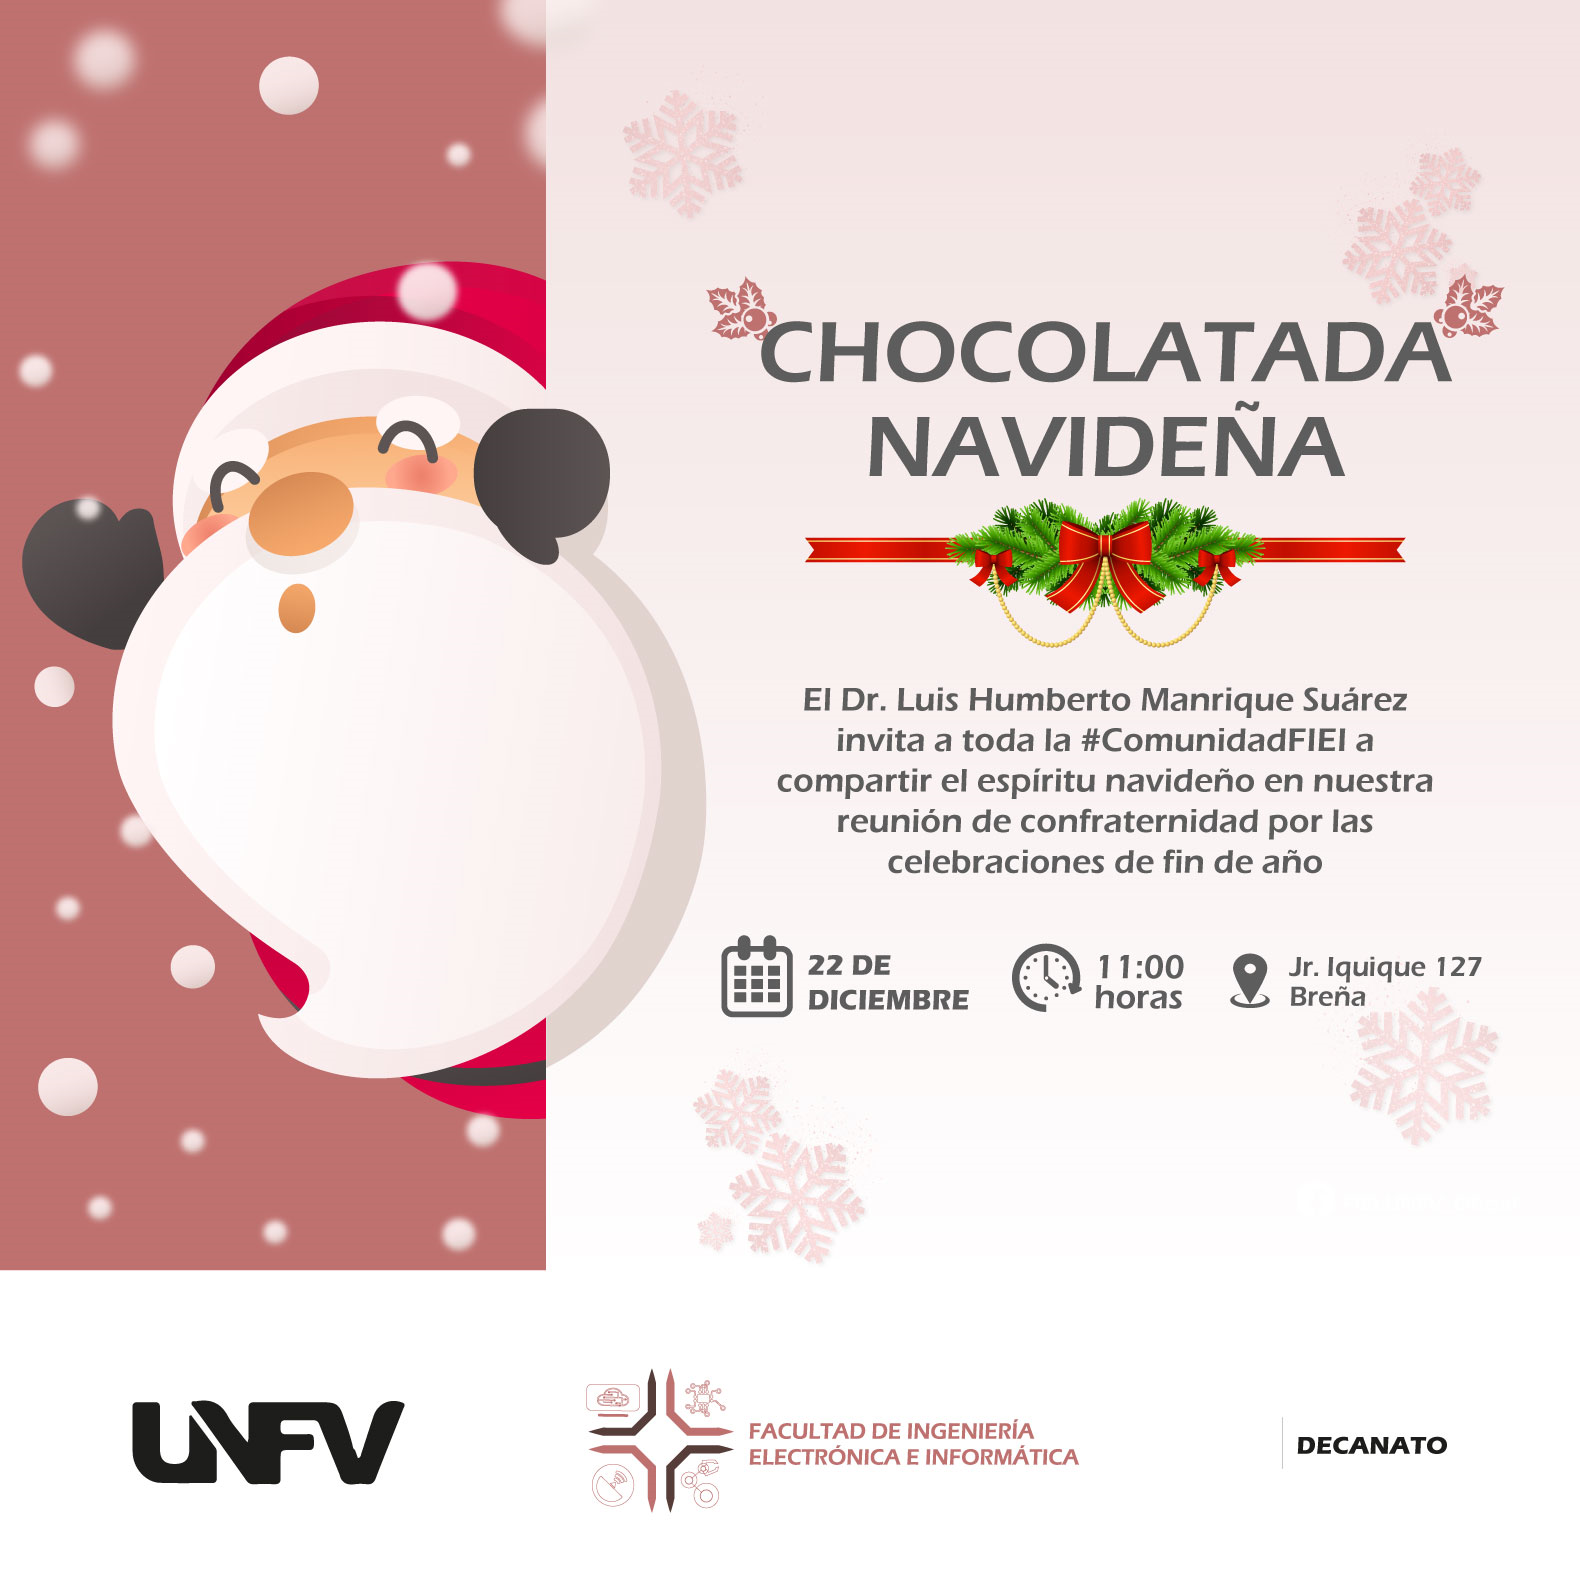 CHOCOLATADA
NAVIDEÑA
El Dr. Luis Humberto Manrique Suárez
invita a toda la #ComunidadFIEI a
compartir el espíritu navideño en nuestra
reunión de confraternidad por las
celebraciones de fin de año
22 DE
DICIEMBRE
11:00
horas
Jr. Iquique 127
Breña
UNFV
FACULTAD DE INGENIERÍA
ELECTRÓNICA E INFORMÁTICA
DECANATO